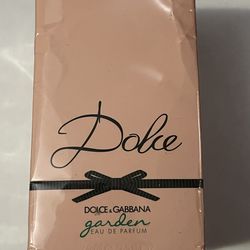 Dolce
DOLCE & GABBANA
garden
EAU DE PARFUM